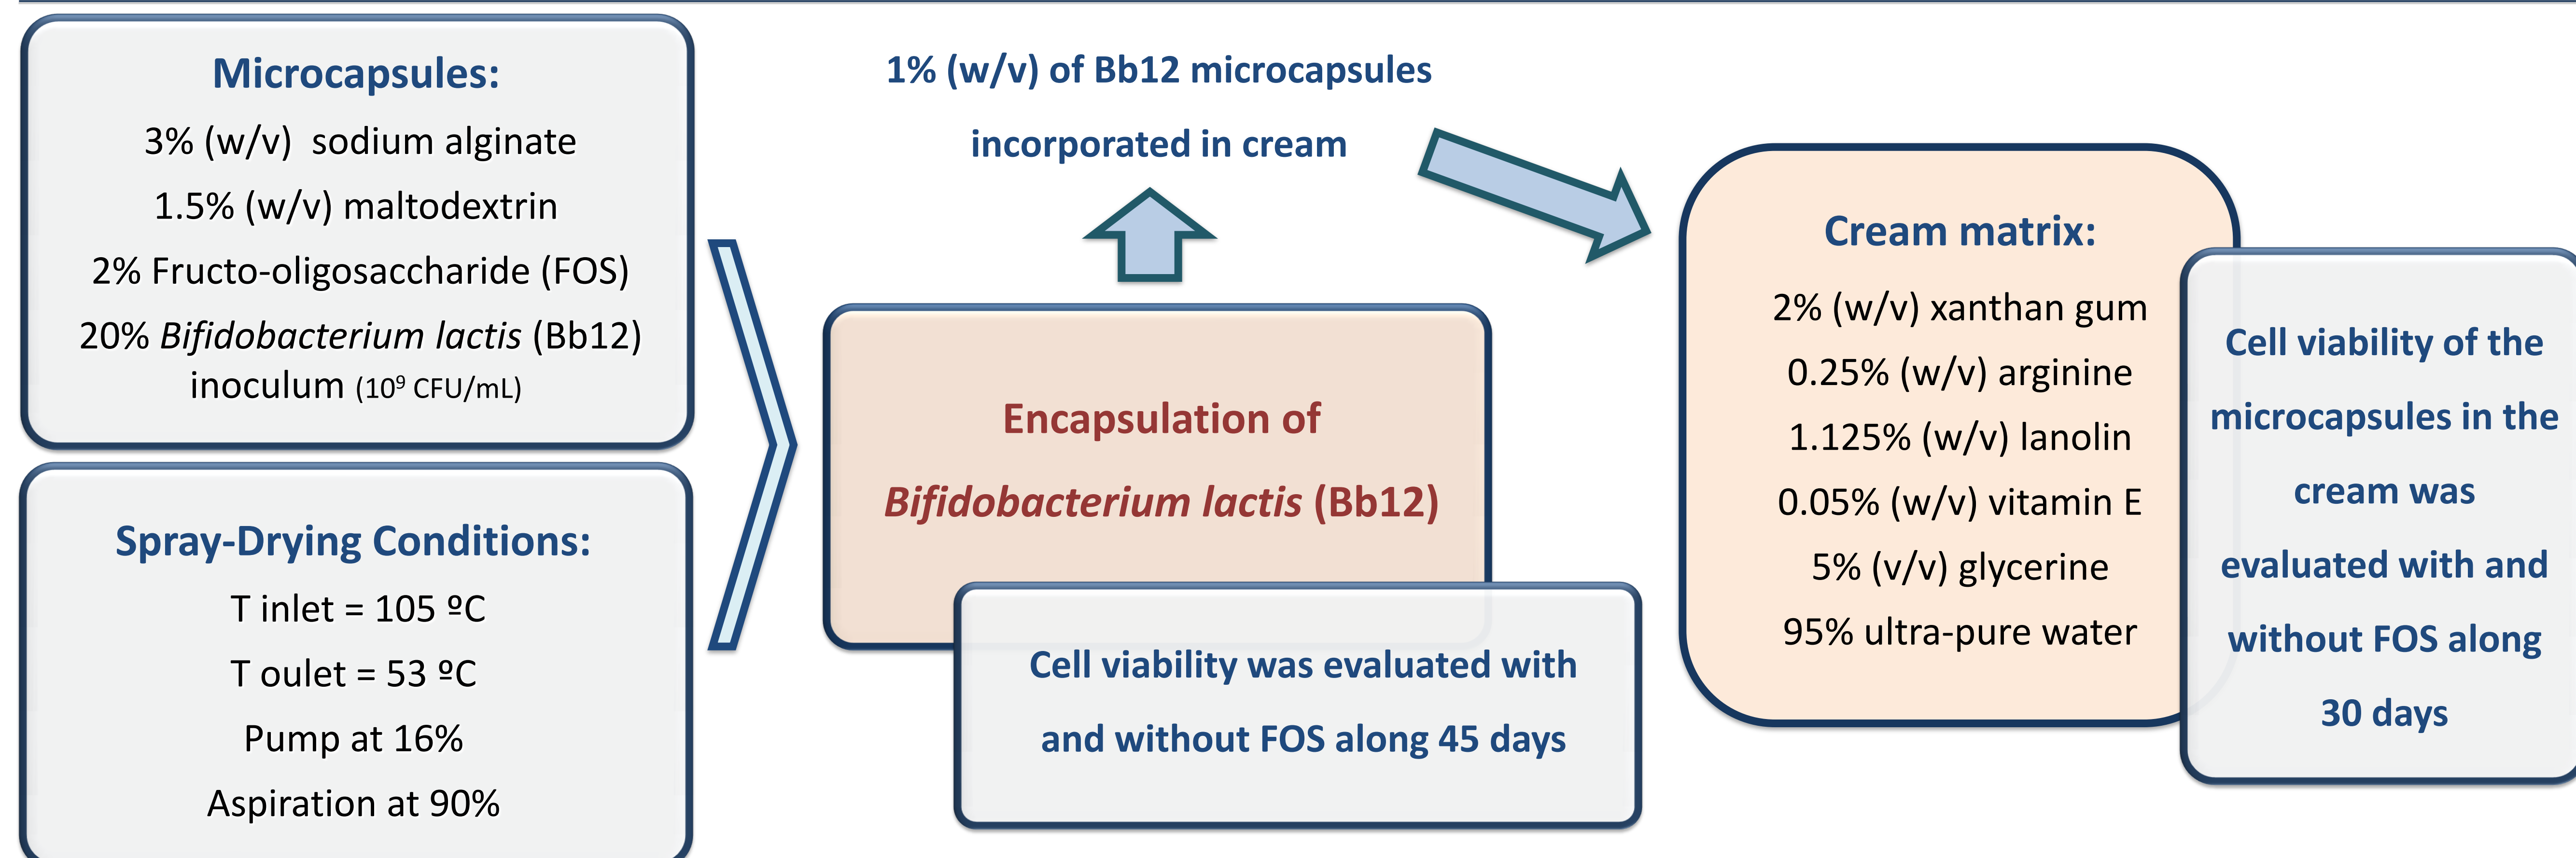 Microcapsules:
3% (w/v)  sodium alginate
1.5% (w/v) maltodextrin
2% Fructo-oligosaccharide (FOS)
20% Bifidobacterium lactis (Bb12)
inoculum (10⁹ CFU/mL)
Spray-Drying Conditions:
T inlet = 105 ºC
T oulet = 53 ºC
Pump at 16%
Aspiration at 90%
1% (w/v) of Bb12 microcapsules
incorporated in cream
Encapsulation of
Bifidobacterium lactis (Bb12)
Cell viability was evaluated with
and without FOS along 45 days
Cream matrix:
2% (w/v) xanthan gum
0.25% (w/v) arginine
1.125% (w/v) lanolin
0.05% (w/v) vitamin E
5% (v/v) glycerine
95% ultra-pure water
Cell viability of the
microcapsules in the
cream was
evaluated with and
without FOS along
30 days